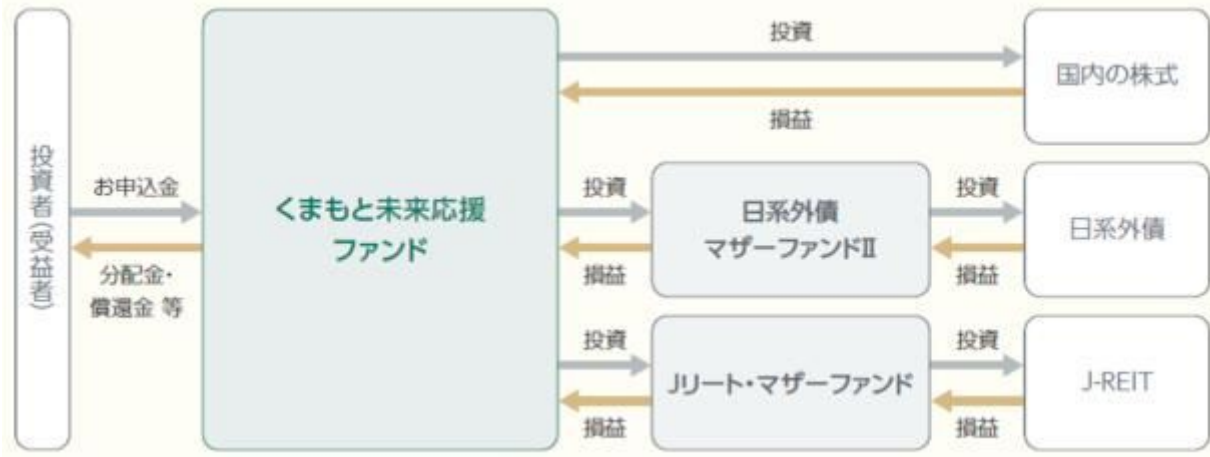 投資者(受益者)
お申込金
分配金・
償還金 等
くまもと未来応援
ファンド
投資
損益
国内の株式
投資
損益
日系外債
マザーファンドⅡ
投資
損益
日系外債
投資
損益
Jリート・マザーファンド
投資
損益
J-REIT